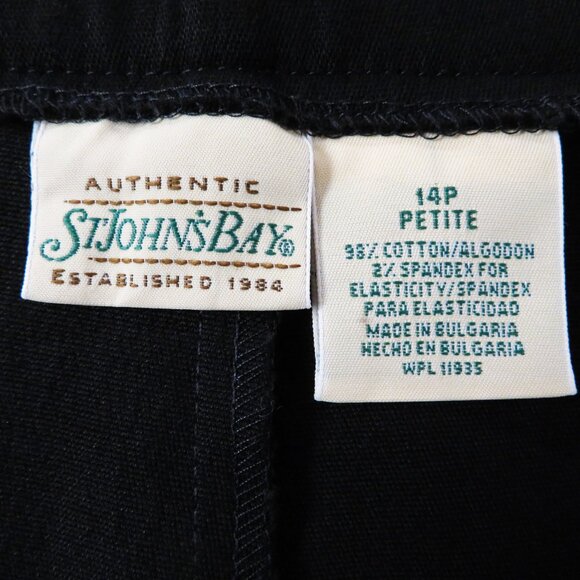 AUTHENTIC
ST.JOHN'S BAY®
ESTABLISHED 1984
14P
PETITE
98% COTTON/ALGODON
2% SPANDEX FOR
ELASTICITY/SPANDEX
PARA ELASTICIDAD
MADE IN BULGARIA
HECHO EN BULGARIA
WPL 11935